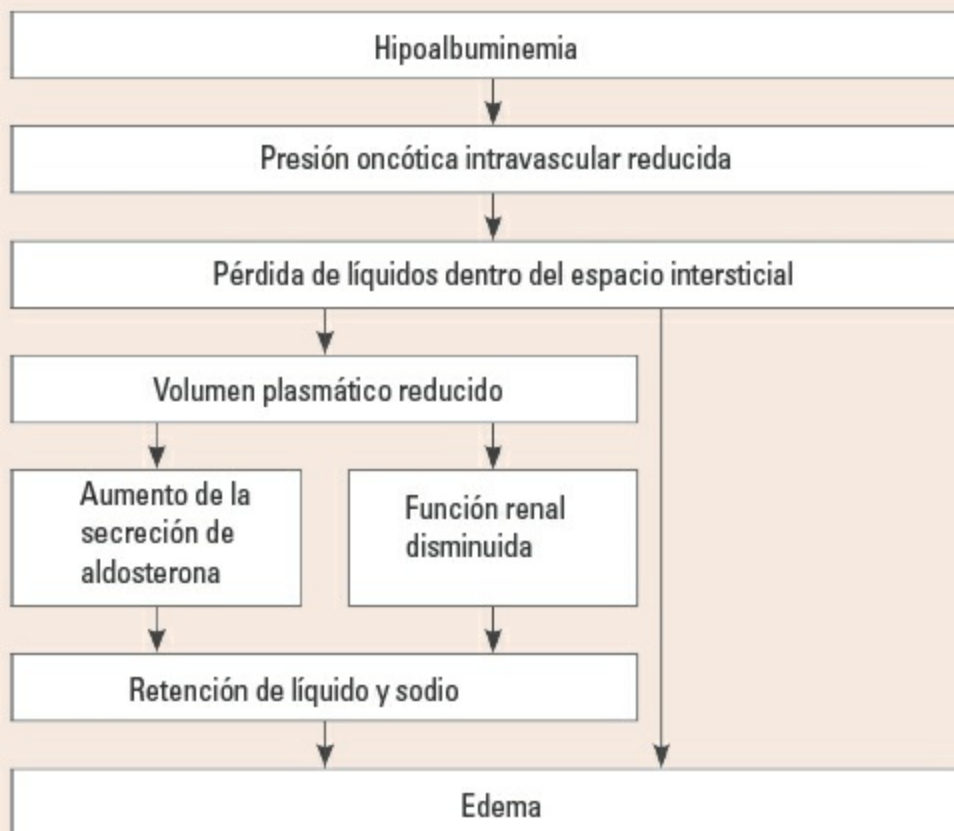 Hipoalbuminemia
Presión oncótica intravascular reducida
Pérdida de líquidos dentro del espacio intersticial
Volumen plasmático reducido
Aumento de la
secreción de
aldosterona
Función renal
disminuida
Retención de líquido y sodio
Edema